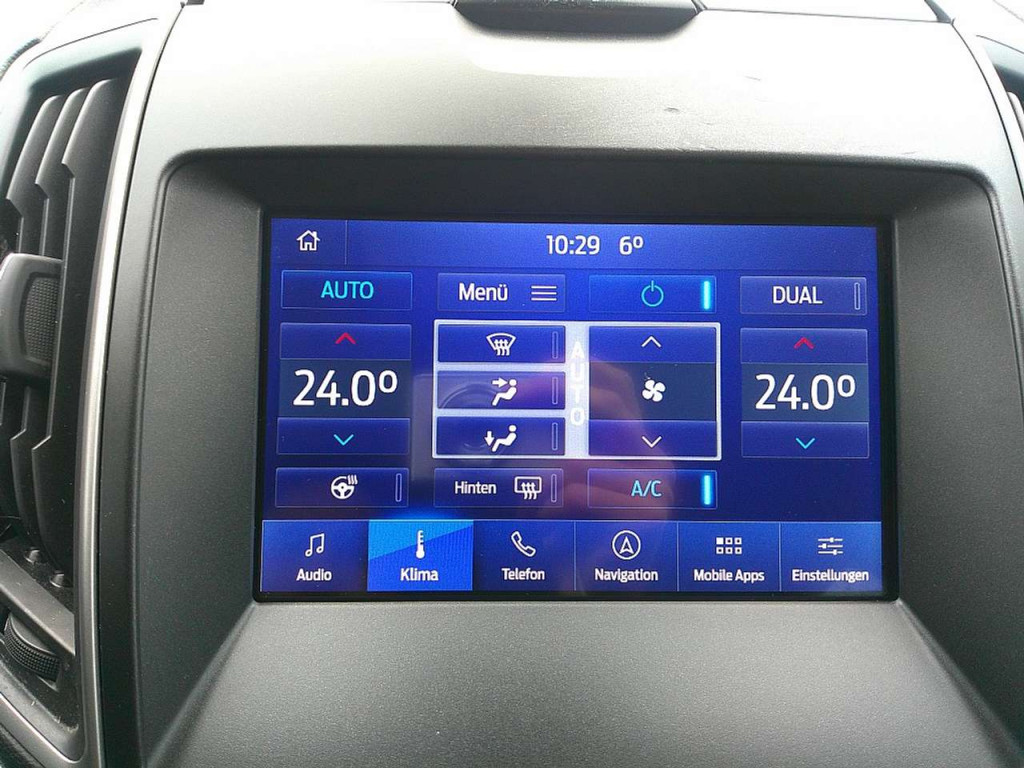 10:29 6º
AUTO Menü DUAL
24.0º AUTO 24.0º
Hinten A/C
Audio Klima Telefon Navigation Mobile Apps Einstellungen